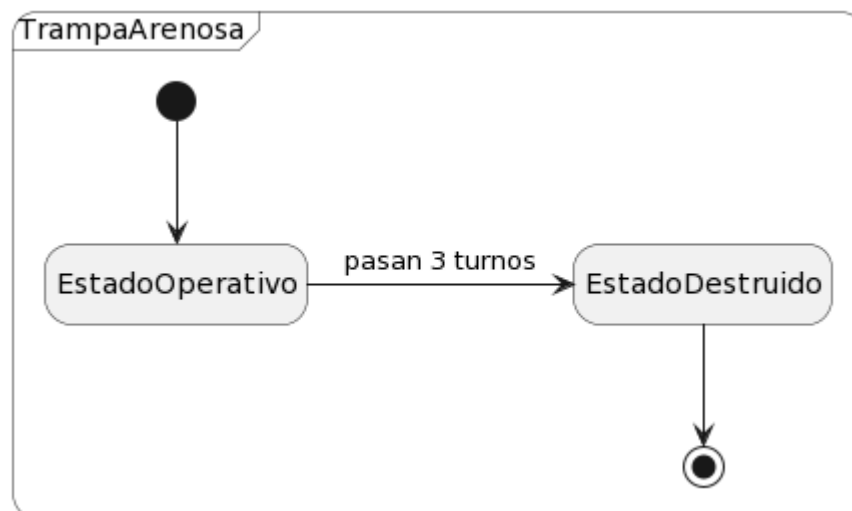 TrampaArenosa
pasan 3 turnos
EstadoOperativo
EstadoDestruido